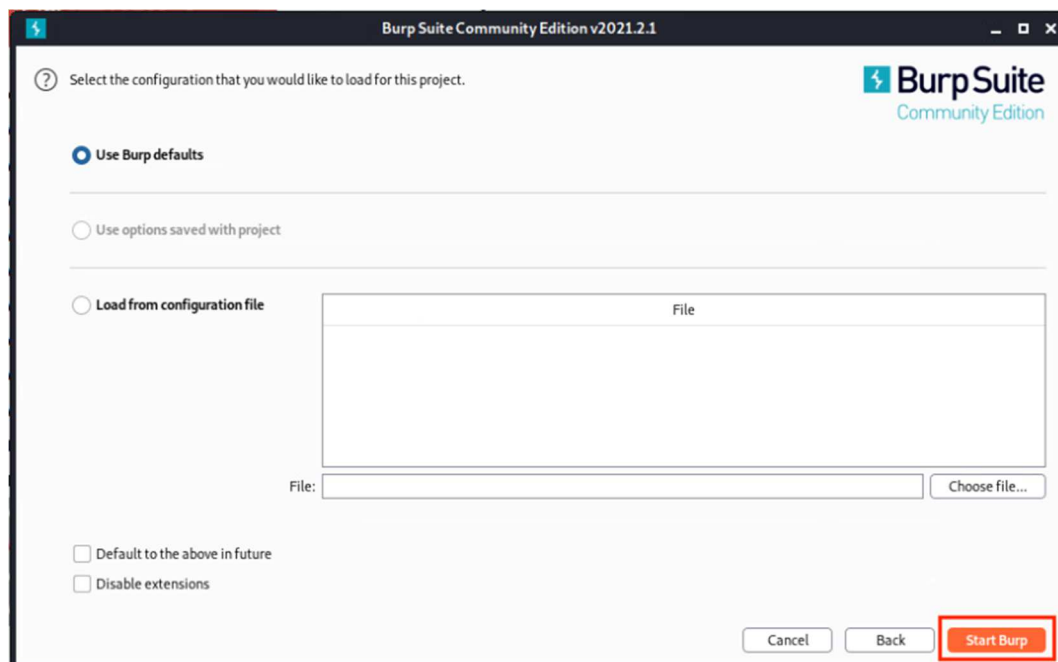 Burp Suite Community Edition v2021.2.1
Select the configuration that you would like to load for this project.
Burp Suite
Community Edition
Use Burp defaults
Use options saved with project
Load from configuration file
File
File:
Choose file...
Default to the above in future
Disable extensions
Cancel
Back
Start Burp